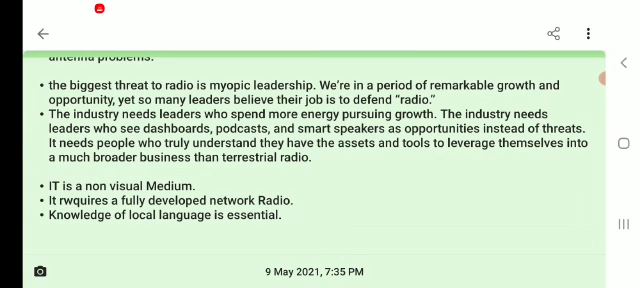 antenna problems.
• the biggest threat to radio is myopic leadership. We're in a period of remarkable growth and
opportunity, yet so many leaders believe their job is to defend “radio.”
• The industry needs leaders who spend more energy pursuing growth. The industry needs
leaders who see dashboards, podcasts, and smart speakers as opportunities instead of threats.
It needs people who truly understand they have the assets and tools to leverage themselves into
a much broader business than terrestrial radio.
• IT is a non visual Medium.
• It rwquires a fully developed network Radio.
• Knowledge of local language is essential.
9 May 2021, 7:35 PM